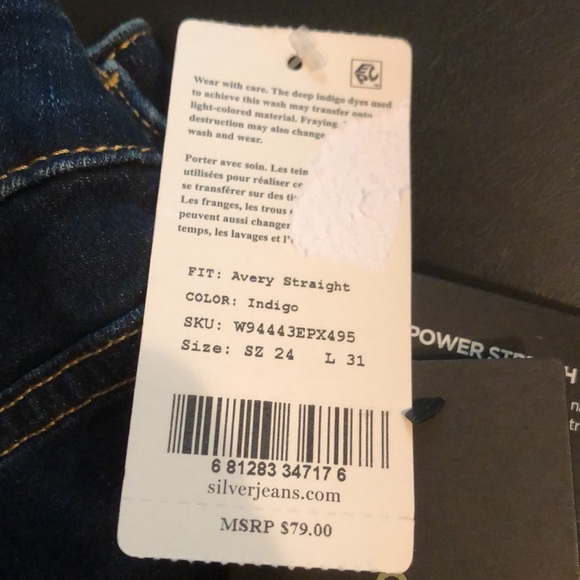 Wear with care. The deep indigo dyes used
to achieve this wash may transfer onto
light-colored material. Fraying,
destruction may also change
wash and wear.
Porter avec soin. Les tein
utilisées pour réaliser ce
se transférer sur des ti
Les franges, les trous
peuvent aussi changer
temps, les lavages et l'
FIT: Avery Straight
COLOR: Indigo
SKU: W94443EPX495
Size: SZ 24 L 31
6 81283 34717 6
silverjeans.com
MSRP $79.00
POWER STR H